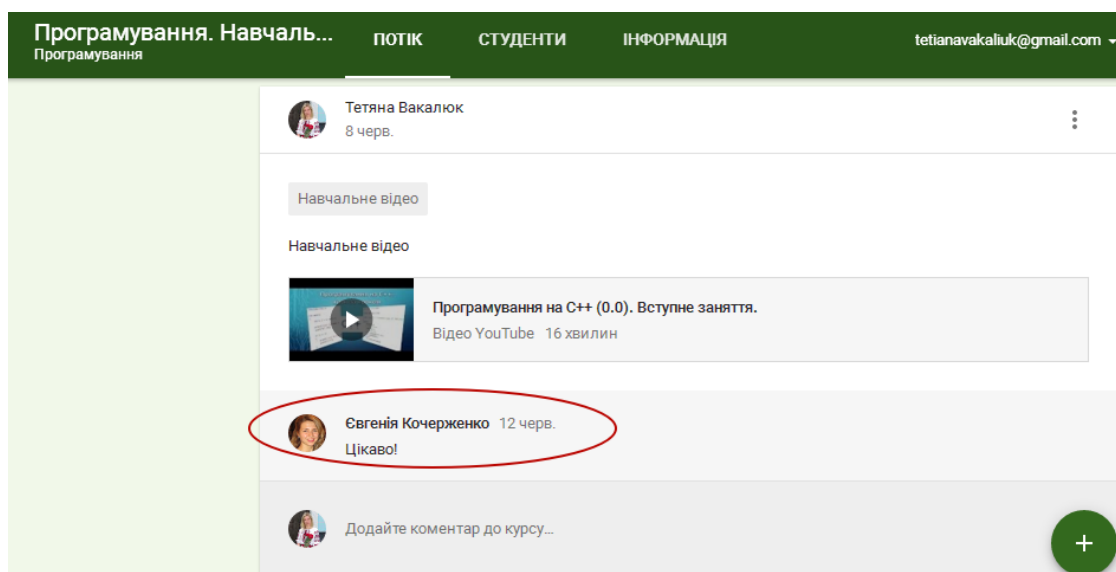 Програмування. Навчаль...
Програмування
ПОТІК СТУДЕНТИ ІНФОРМАЦІЯ
tetianavakaliuk@gmail.com
Тетяна Вакалюк
8 черв.
Навчальне відео
Навчальне відео
Програмування на C++ (0.0). Вступне заняття.
Відео YouTube 16 хвилин
Євгенія Кочерженко 12 черв.
Цікаво!
Додайте коментар до курсу...